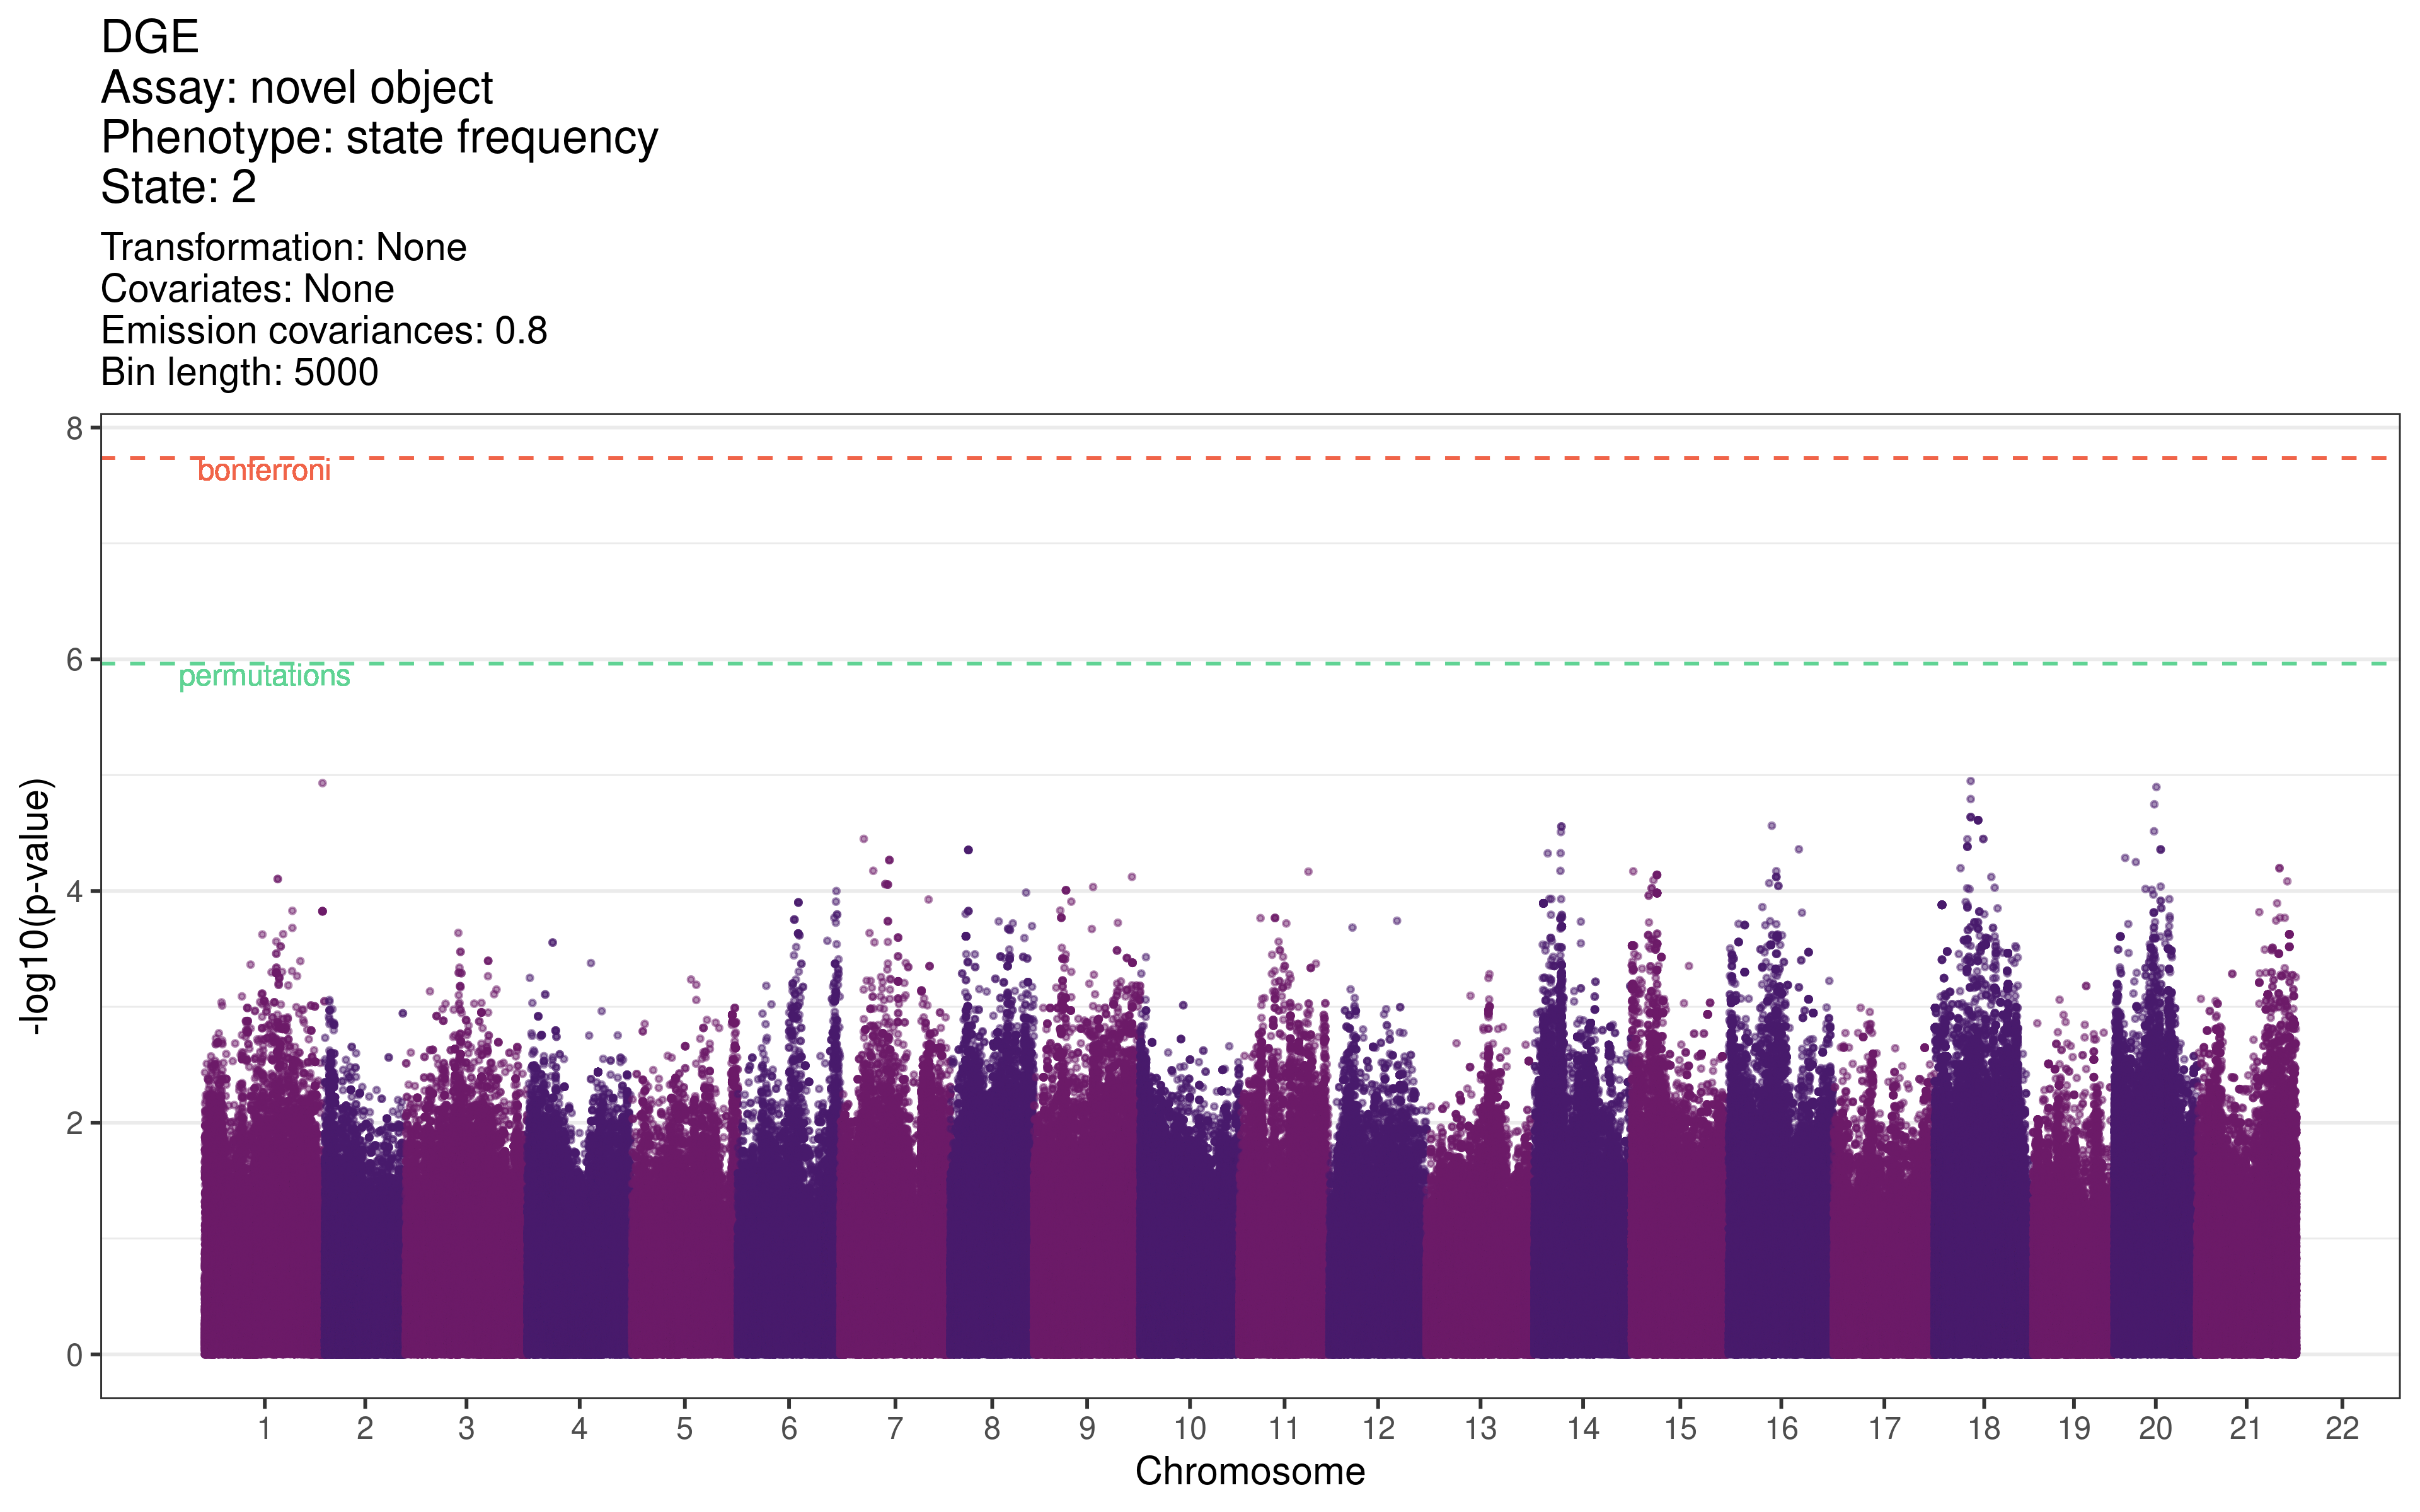 DGE
Assay: novel object
Phenotype: state frequency
State: 2
Transformation: None
Covariates: None
Emission covariances: 0.8
Bin length: 5000
8
bonferroni
6
permutations
-log10(p-value)
4
2
0
1 2 3 4 5 6 7 8 9 10 11 12 13 14 15 16 17 18 19 20 21 22
Chromosome